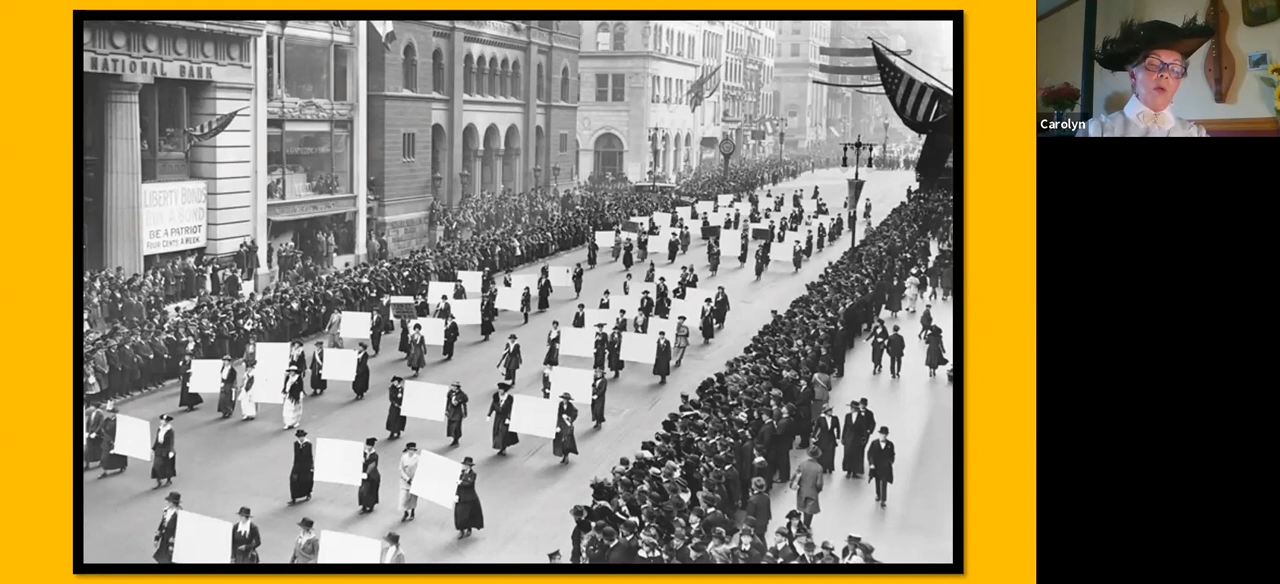 NATIONAL BANK
LIBERTY BONDS
BUY A BOND
BE A PATRIOT
FOUR CENTS A WEEK
Carolyn